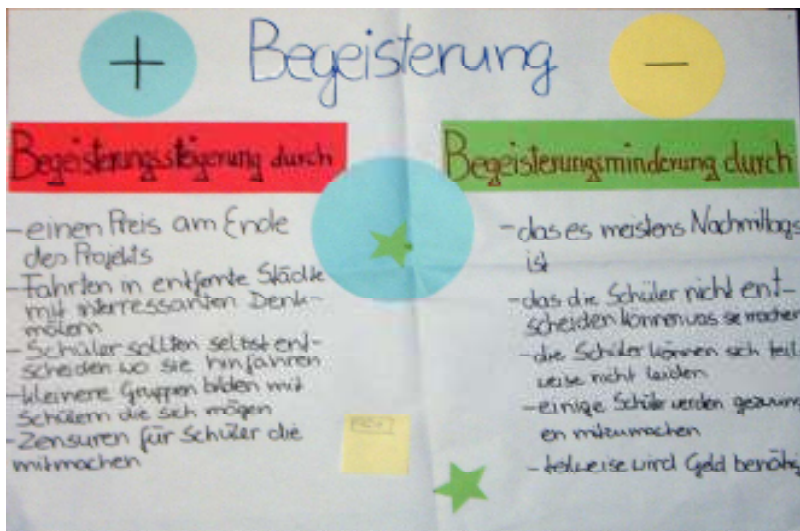 +
Begeisterung
−
Begeisterungssteigerung durch
- einen Preis am Ende
des Projekts
- Fahrten in entfernte Städte
mit interressanten Denk-
mälern
- Schüler sollten selbst ent-
scheiden wo sie hinfahren
- kleinere Gruppen bilden mit
Schülern die sich mögen
- Zensuren für Schüler die
mitmachen
Begeisterungsminderung durch
- das es meistens Nachmittags
ist
- das die Schüler nicht ent-
scheiden können was se machen
- die Schüler können sich teil
weise nicht leiden
- einige Schüler werden gezwung
en mitzumachen
- teilweise wird Geld benötig